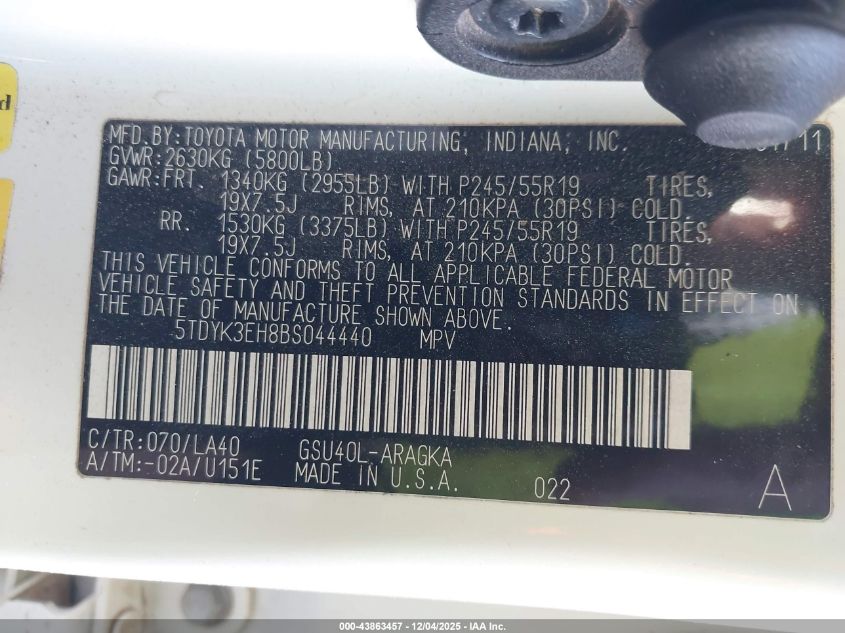 d
MFD.BY:TOYOTA MOTOR MANUFACTURING, INDIANA, INC. /11
GVWR:2630KG (5800LB)
GAWR:FRT. 1340KG (2955LB) WITH P245/55R19 TIRES,
19X7.5J RIMS, AT 210KPA (30PSI) COLD.
RR. 1530KG (3375LB) WITH P245/55R19 TIRES,
19X7.5J RIMS, AT 210KPA (30PSI) COLD.
THIS VEHICLE CONFORMS TO ALL APPLICABLE FEDERAL MOTOR
VEHICLE SAFETY AND THEFT PREVENTION STANDARDS IN EFFECT ON
THE DATE OF MANUFACTURE SHOWN ABOVE.
5TDYK3EH8BS044440 MPV
C/TR:070/LA40 GSU40L-ARAGKA
A/TM:-02A/U151E MADE IN U.S.A. 022 A
000-43863457 - 12/04/2025 - IAA Inc.